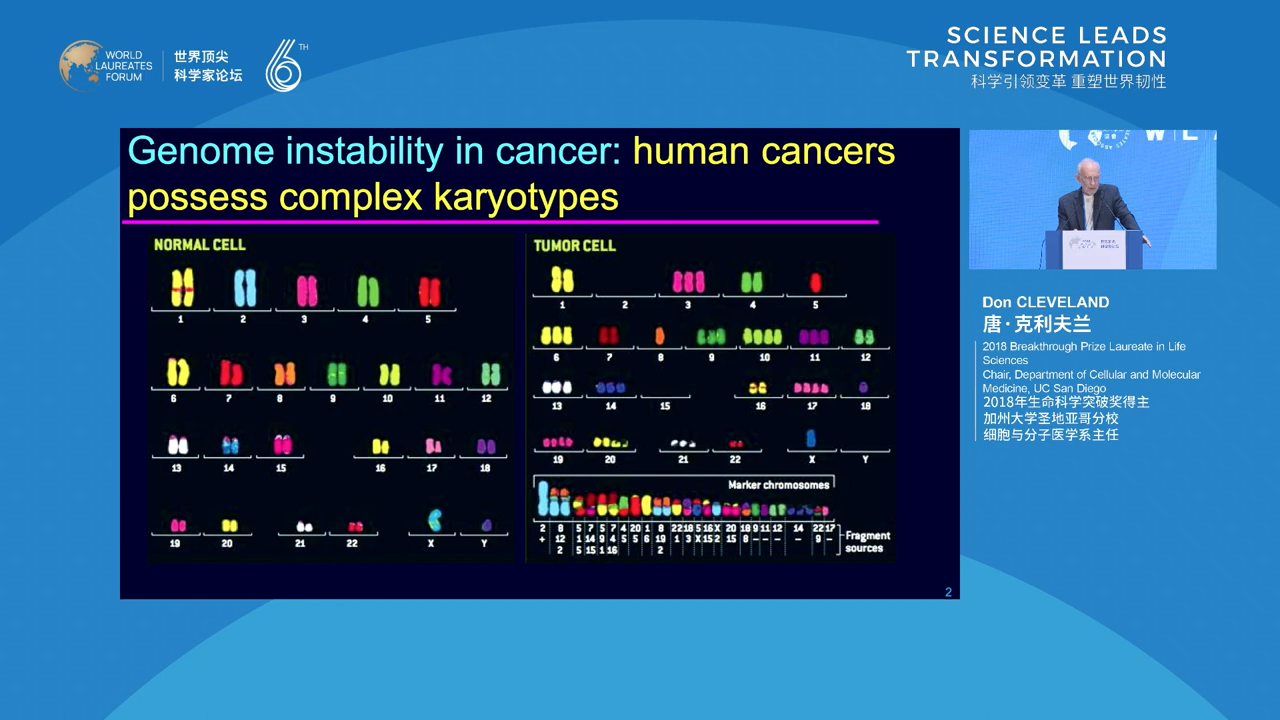 WORLD
LAUREATES
FORUM
世界顶尖
科学家论坛
6TH
SCIENCE LEADS
TRANSFORMATION
科学引领变革 重塑世界韧性
Genome instability in cancer: human cancers
possess complex karyotypes
NORMAL CELL
1 2 3 4 5
6 7 8 9 10 11 12
13 14 15 16 17 18
19 20 21 22 X Y
TUMOR CELL
1 2 3 4 5
6 7 8 9 10 11 12
13 14 15 16 17 18
19 20 21 22 X Y
Marker chromosomes
Fragment
sources
2
Don CLEVELAND
唐·克利夫兰
2018 Breakthrough Prize Laureate in Life
Sciences
Chair, Department of Cellular and Molecular
Medicine, UC San Diego
2018年生命科学突破奖得主
加州大学圣地亚哥分校
细胞与分子医学系主任